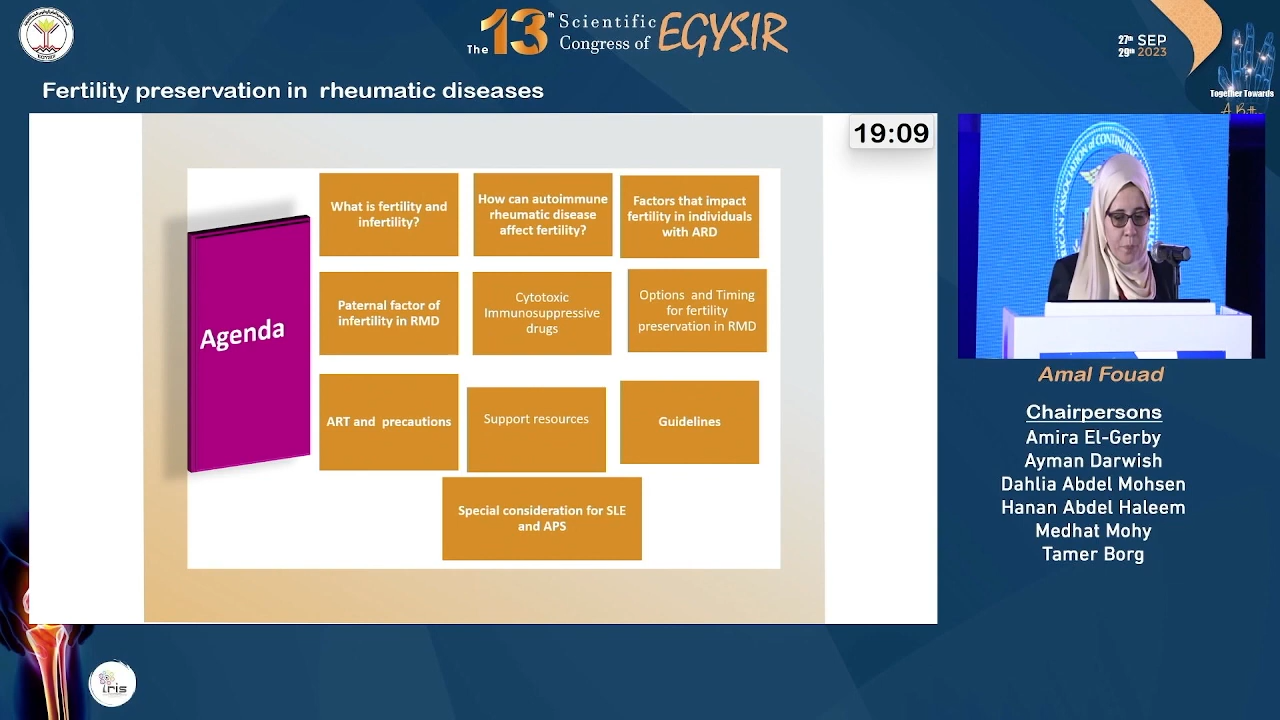 The 13th Scientific Congress of EGYSIR
27th SEP
29th 2023
Together Towards
Fertility preservation in rheumatic diseases
19:09
Agenda
What is fertility and
infertility?
How can autoimmune
rheumatic disease
affect fertility?
Factors that impact
fertility in individuals
with ARD
Paternal factor of
infertility in RMD
Cytotoxic
Immunosuppressive
drugs
Options and Timing
for fertility
preservation in RMD
ART and precautions
Support resources
Guidelines
Special consideration for SLE
and APS
Amal Fouad
Chairpersons
Amira El-Gerby
Ayman Darwish
Dahlia Abdel Mohsen
Hanan Abdel Haleem
Medhat Mohy
Tamer Borg
iris